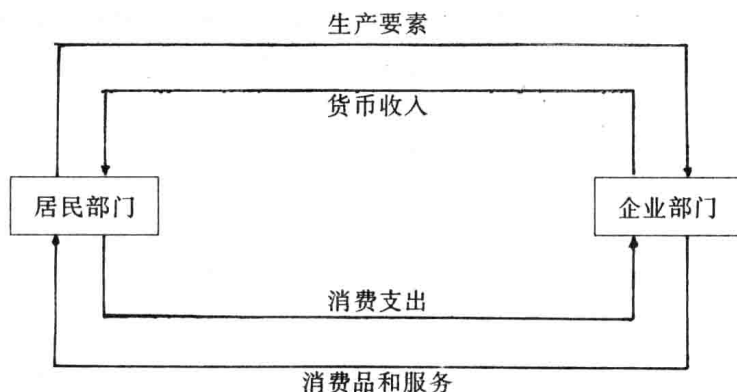 生产要素
货币收入
居民部门
企业部门
消费支出
消费品和服务